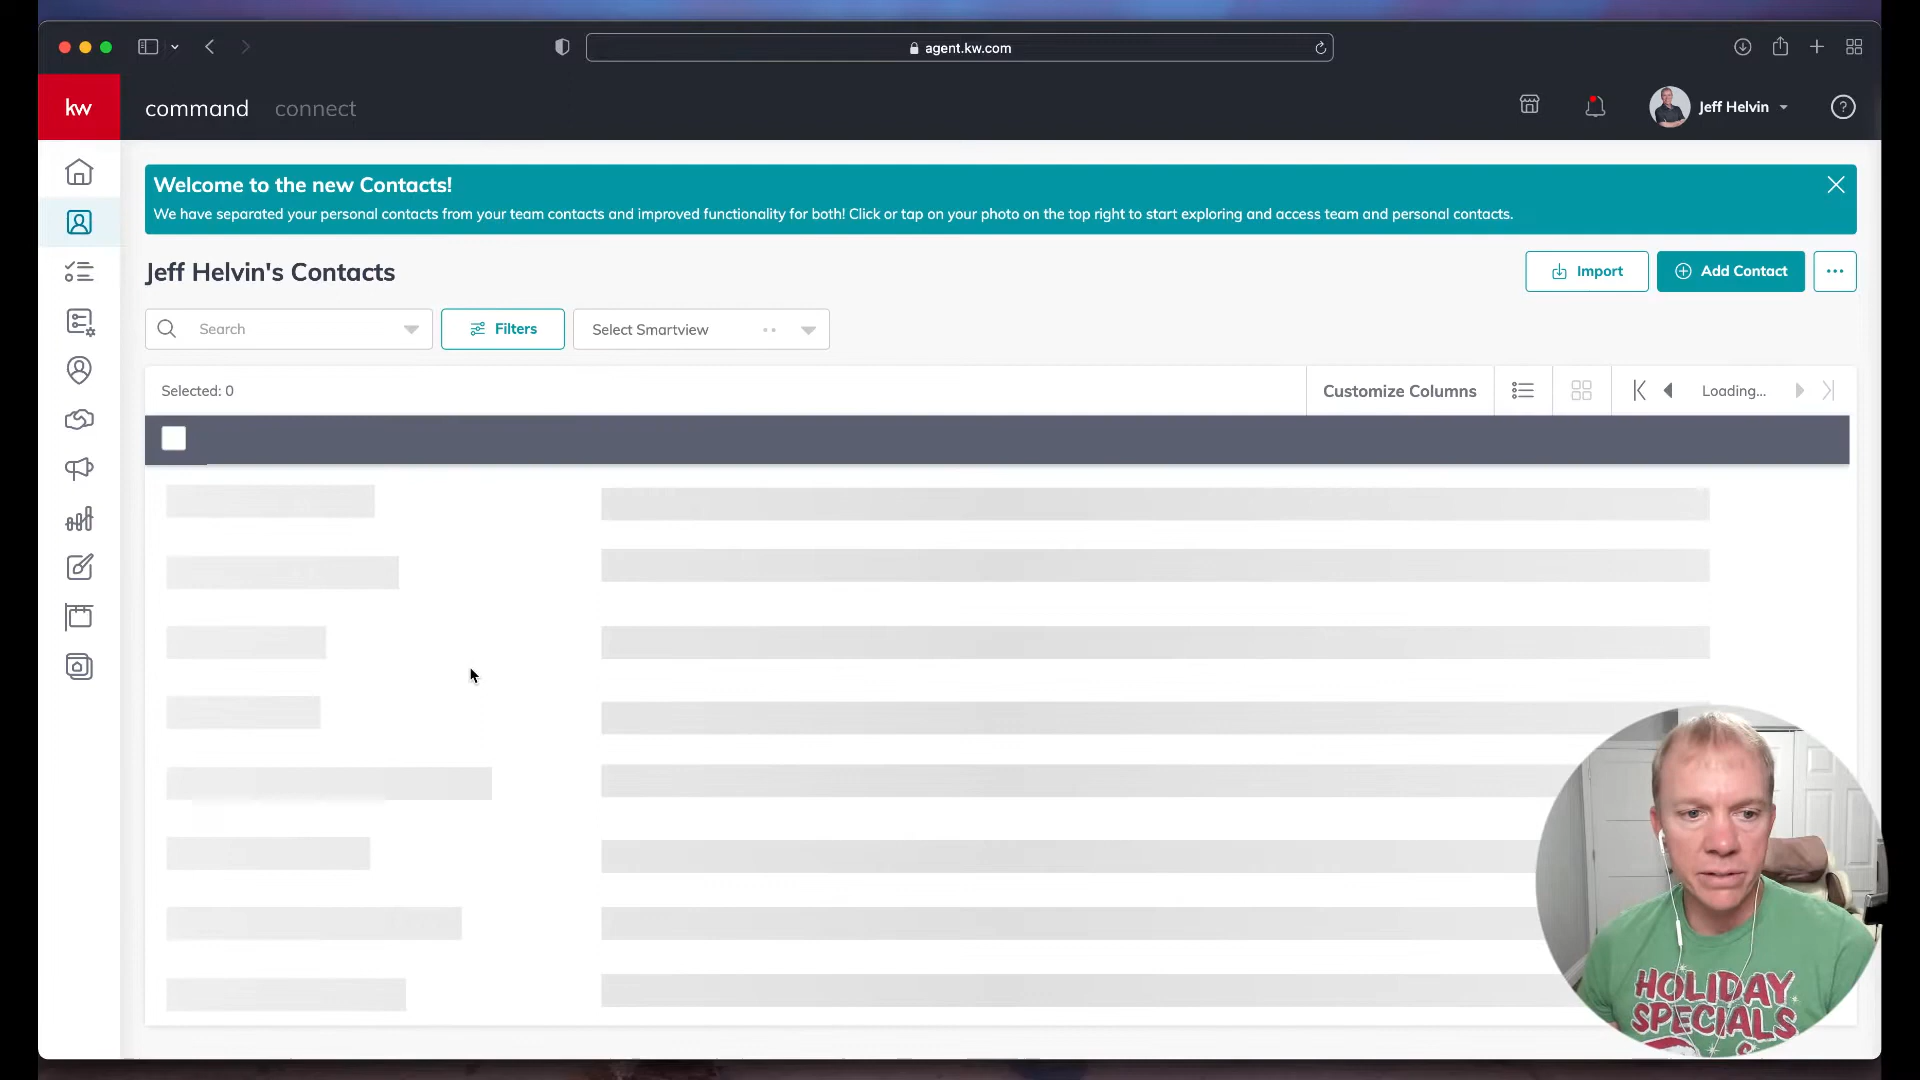 agent.kw.com
kw
command
connect
Jeff Helvin
Welcome to the new Contacts!
We have separated your personal contacts from your team contacts and improved functionality for both! Click or tap on your photo on the top right to start exploring and access team and personal contacts.
Jeff Helvin's Contacts
Import
Add Contact
Search
Filters
Select Smartview
Selected: 0
Customize Columns
Loading...
HOLIDAY
SPECIALS